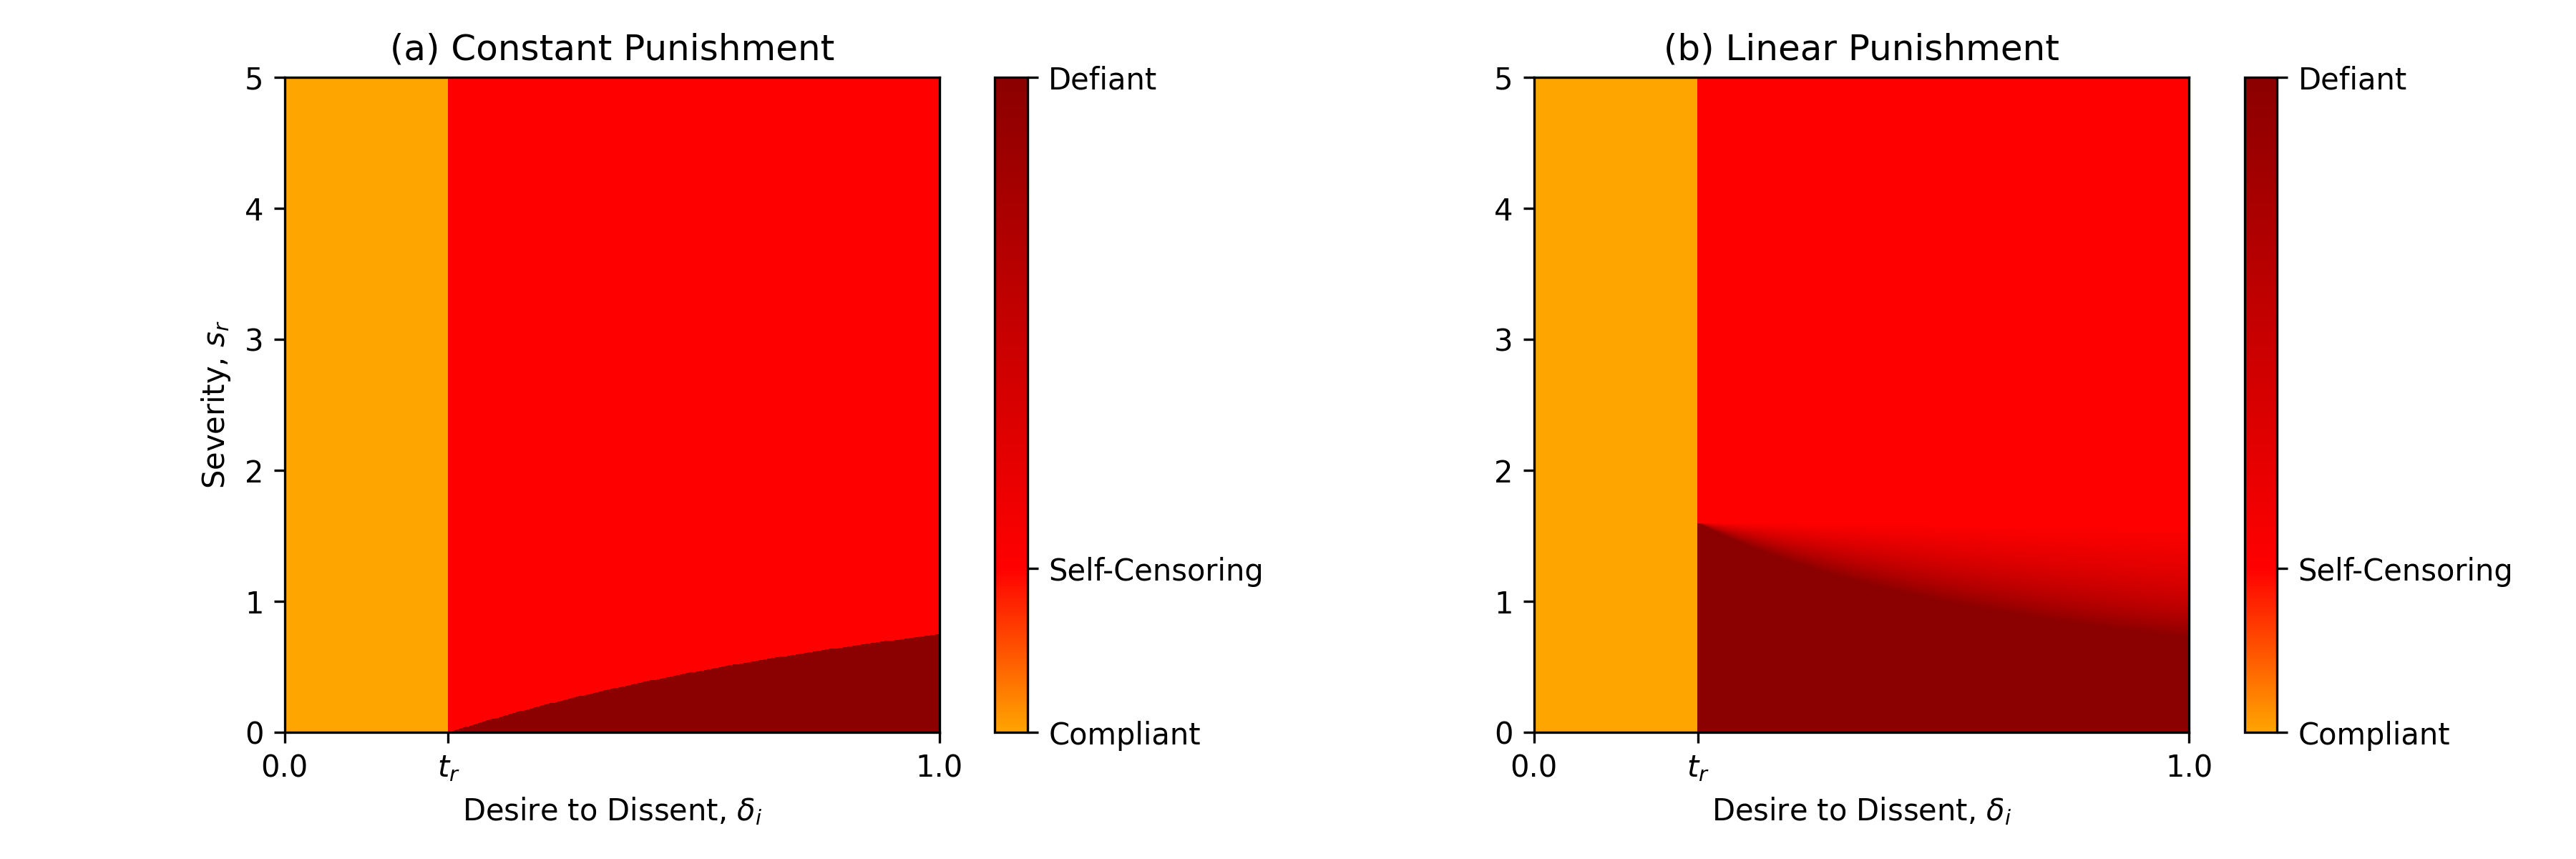 (a) Constant Punishment
5
4
3
2
1
0
Severity, s_r
0.0
t_r
1.0
Desire to Dissent, δ_i
Defiant
Self-Censoring
Compliant
(b) Linear Punishment
5
4
3
2
1
0
0.0
t_r
1.0
Desire to Dissent, δ_i
Defiant
Self-Censoring
Compliant